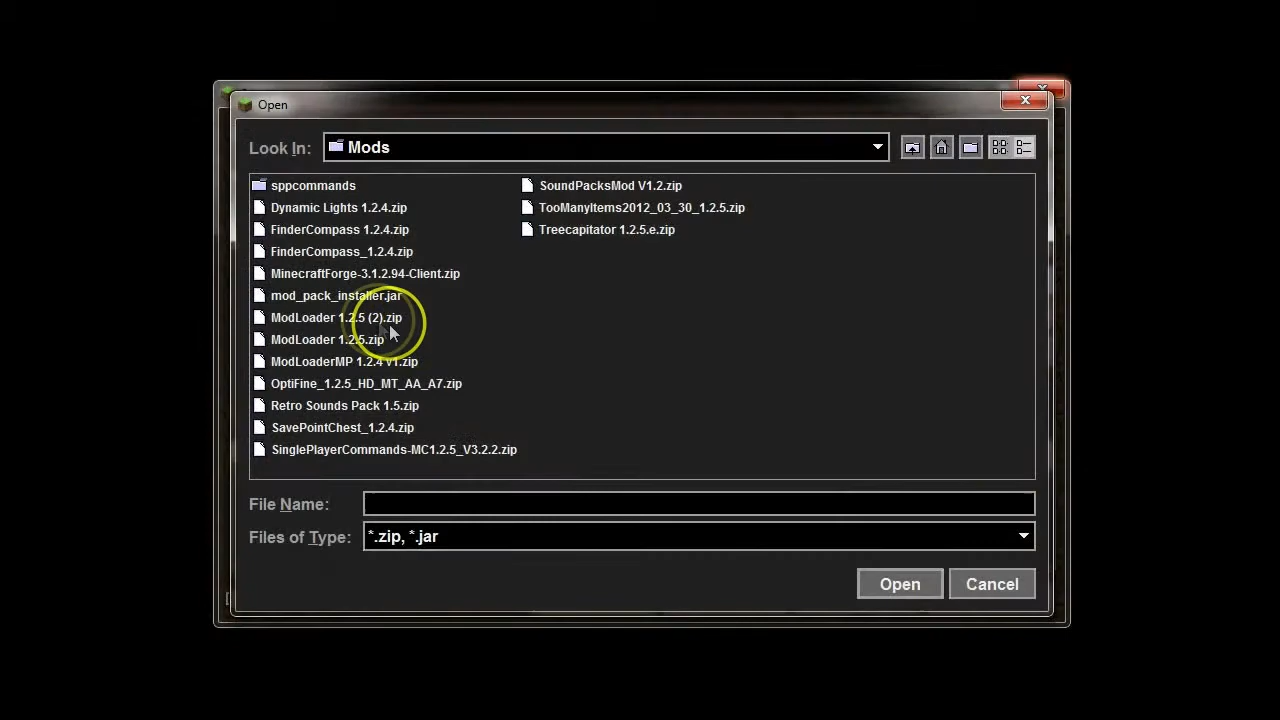 Open
Look In: Mods
sppcommands
Dynamic Lights 1.2.4.zip
FinderCompass 1.2.4.zip
FinderCompass_1.2.4.zip
MinecraftForge-3.1.2.94-Client.zip
mod_pack_installer.jar
ModLoader 1.2.5 (2).zip
ModLoader 1.2.5.zip
ModLoaderMP 1.2.4 v1.zip
OptiFine_1.2.5_HD_MT_AA_A7.zip
Retro Sounds Pack 1.5.zip
SavePointChest_1.2.4.zip
SinglePlayerCommands-MC1.2.5_V3.2.2.zip
SoundPacksMod V1.2.zip
TooManyItems2012_03_30_1.2.5.zip
Treecapitator 1.2.5.e.zip
File Name:
Files of Type: *.zip, *.jar
Open Cancel